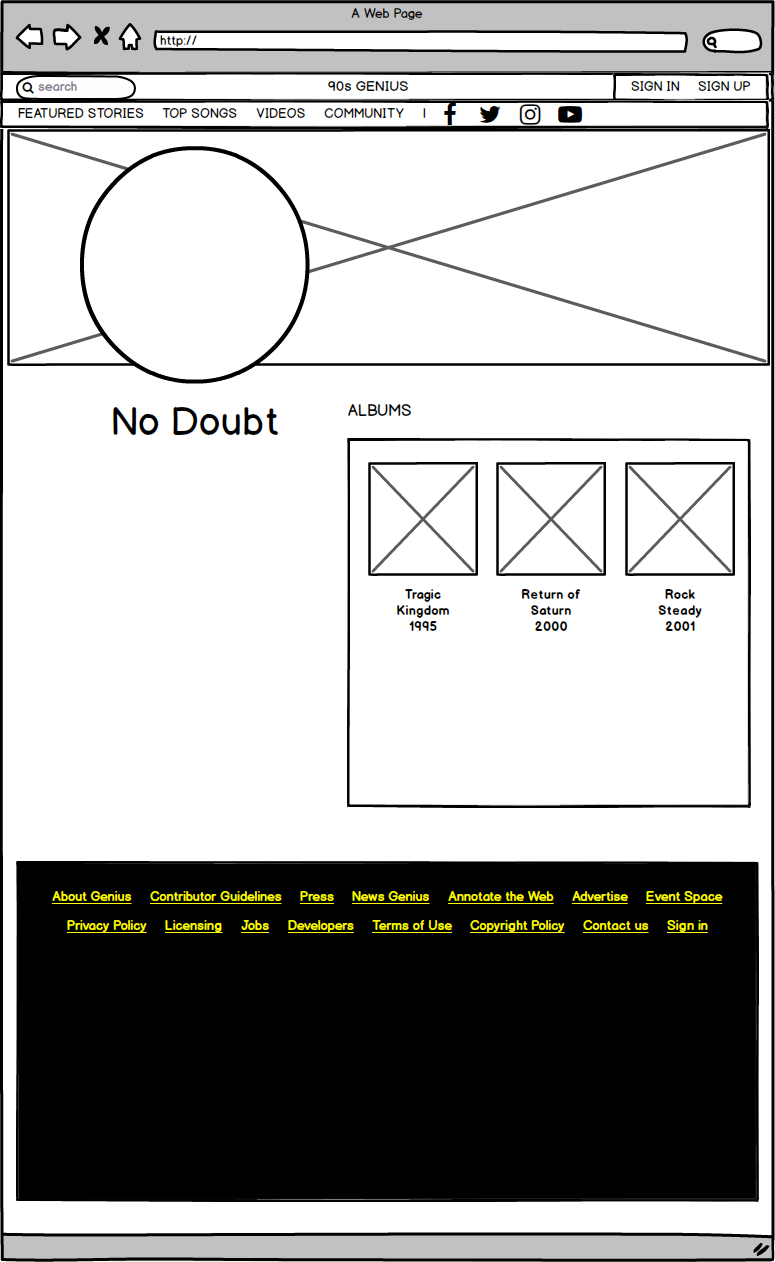 A Web Page
http://
search
90s GENIUS
SIGN IN SIGN UP
FEATURED STORIES TOP SONGS VIDEOS COMMUNITY |
No Doubt
ALBUMS
Tragic
Kingdom
1995
Return of
Saturn
2000
Rock
Steady
2001
About Genius Contributor Guidelines Press News Genius Annotate the Web Advertise Event Space
Privacy Policy Licensing Jobs Developers Terms of Use Copyright Policy Contact us Sign in